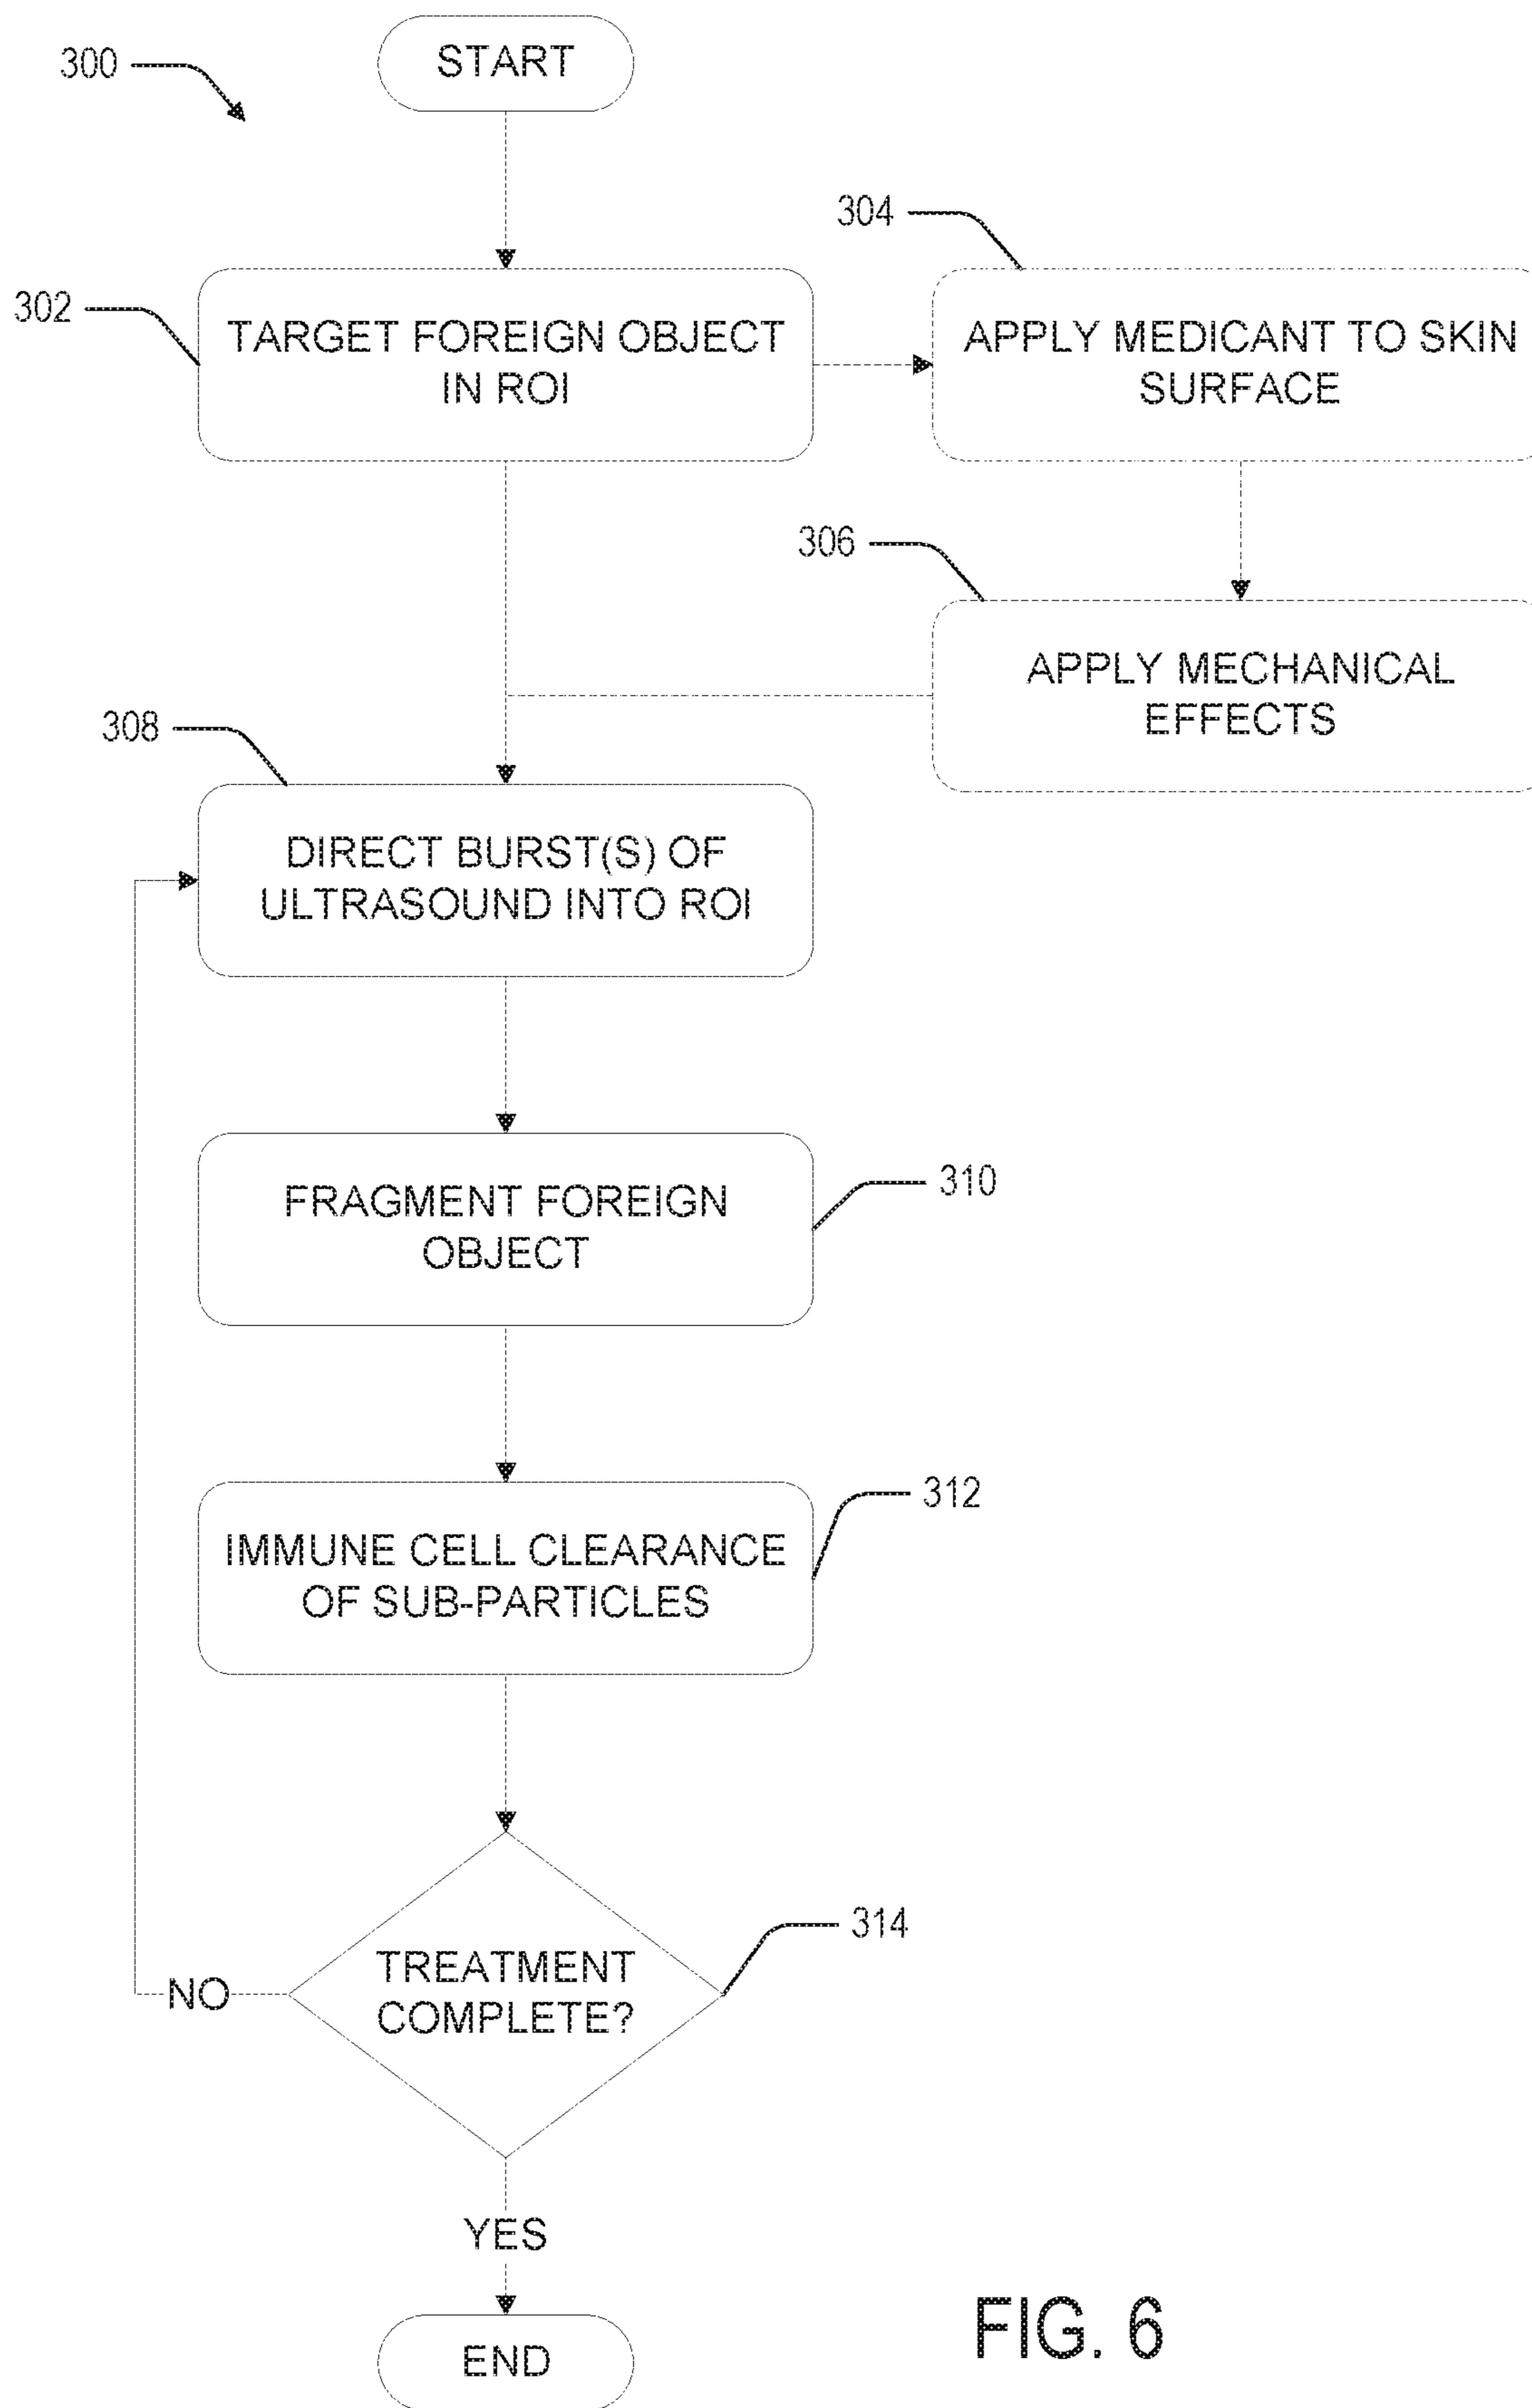 300
START
304
302
TARGET FOREIGN OBJECT
IN ROI
APPLY MEDICANT TO SKIN
SURFACE
306
APPLY MECHANICAL
EFFECTS
308
DIRECT BURST(S) OF
ULTRASOUND INTO ROI
FRAGMENT FOREIGN
OBJECT
310
IMMUNE CELL CLEARANCE
OF SUB-PARTICLES
312
TREATMENT
COMPLETE?
314
NO
YES
END
FIG. 6